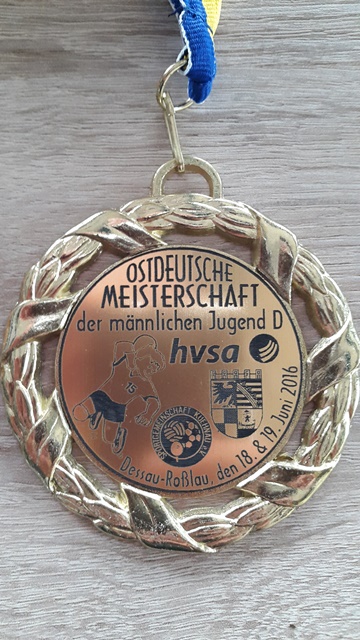 OSTDEUTSCHE
MEISTERSCHAFT
der männlichen Jugend D
hvsa
15
Dessau-Roßlau, den 18. & 19. Juni 2016